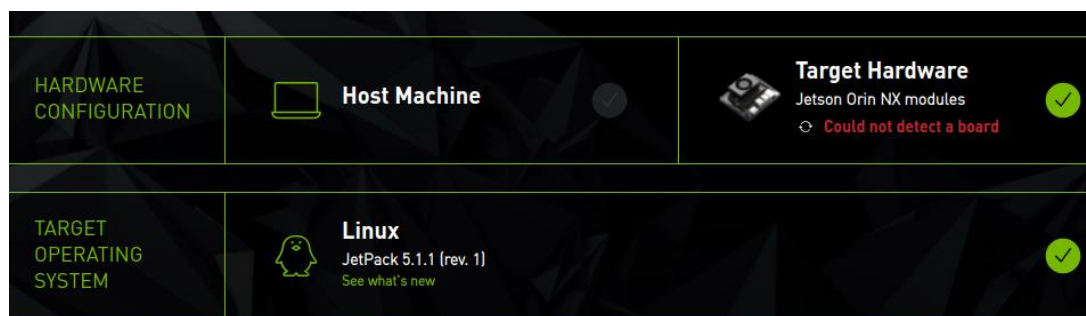 HARDWARE
CONFIGURATION
Host Machine
Target Hardware
Jetson Orin NX modules
Could not detect a board
TARGET
OPERATING
SYSTEM
Linux
JetPack 5.1.1 (rev. 1)
See what's new